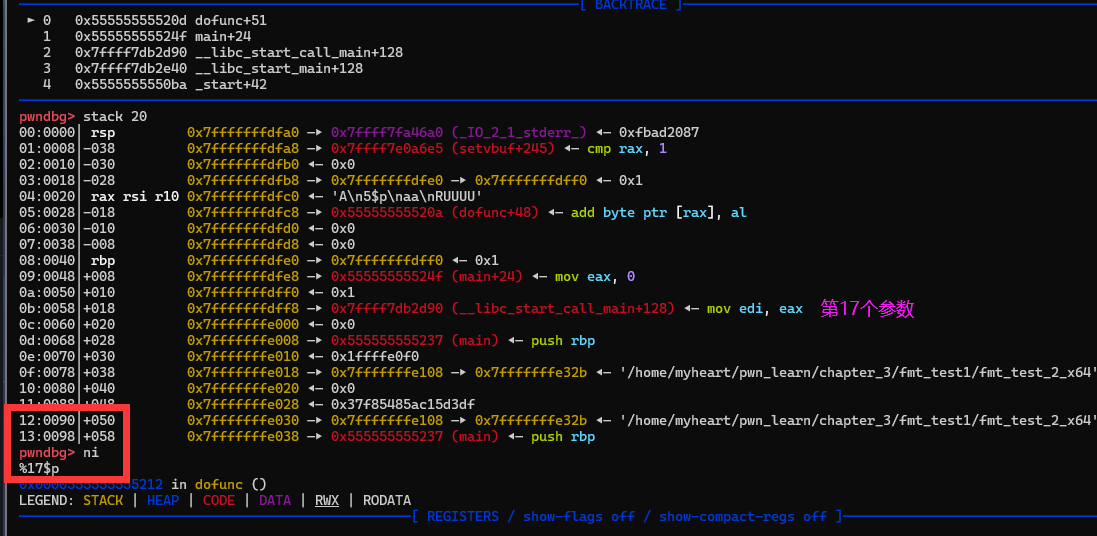 [ BACKTRACE ]
► 0   0x55555555520d dofunc+51
1   0x55555555524f main+24
2   0x7ffff7db2d90 __libc_start_call_main+128
3   0x7ffff7db2e40 __libc_start_main+128
4   0x5555555550ba _start+42
pwndbg> stack 20
00:0000│ rsp         0x7fffffffdfa0 —▸ 0x7ffff7fa46a0 (_IO_2_1_stderr_) ◂— 0xfbad2087
01:0008│-038         0x7fffffffdfa8 —▸ 0x7ffff7e0a6e5 (setvbuf+245) ◂— cmp rax, 1
02:0010│-030         0x7fffffffdfb0 ◂— 0x0
03:0018│-028         0x7fffffffdfb8 —▸ 0x7fffffffdfe0 —▸ 0x7fffffffdff0 ◂— 0x1
04:0020│ rax rsi r10 0x7fffffffdfc0 ◂— 'A\n5$p\naa\nRUUUU'
05:0028│-018         0x7fffffffdfc8 —▸ 0x55555555520a (dofunc+48) ◂— add byte ptr [rax], al
06:0030│-010         0x7fffffffdfd0 ◂— 0x0
07:0038│-008         0x7fffffffdfd8 ◂— 0x0
08:0040│ rbp         0x7fffffffdfe0 —▸ 0x7fffffffdff0 ◂— 0x1
09:0048│+008         0x7fffffffdfe8 —▸ 0x55555555524f (main+24) ◂— mov eax, 0
0a:0050│+010         0x7fffffffdff0 ◂— 0x1
0b:0058│+018         0x7fffffffdff8 —▸ 0x7ffff7db2d90 (__libc_start_call_main+128) ◂— mov edi, eax 第17个参数
0c:0060│+020         0x7fffffffe000 ◂— 0x0
0d:0068│+028         0x7fffffffe008 —▸ 0x555555555237 (main) ◂— push rbp
0e:0070│+030         0x7fffffffe010 ◂— 0x1ffffe0f0
0f:0078│+038         0x7fffffffe018 —▸ 0x7fffffffe108 —▸ 0x7fffffffe32b ◂— '/home/myheart/pwn_learn/chapter_3/fmt_test1/fmt_test_2_x64'
10:0080│+040         0x7fffffffe020 ◂— 0x0
11:0088│+048         0x7fffffffe028 ◂— 0x37f85485ac15d3df
12:0090│+050         0x7fffffffe030 —▸ 0x7fffffffe108 —▸ 0x7fffffffe32b ◂— '/home/myheart/pwn_learn/chapter_3/fmt_test1/fmt_test_2_x64'
13:0098│+058         0x7fffffffe038 —▸ 0x555555555237 (main) ◂— push rbp
pwndbg> ni
%17$p
0x0000555555555212 in dofunc ()
LEGEND: STACK | HEAP | CODE | DATA | RWX | RODATA
[ REGISTERS / show-flags off / show-compact-regs off ]